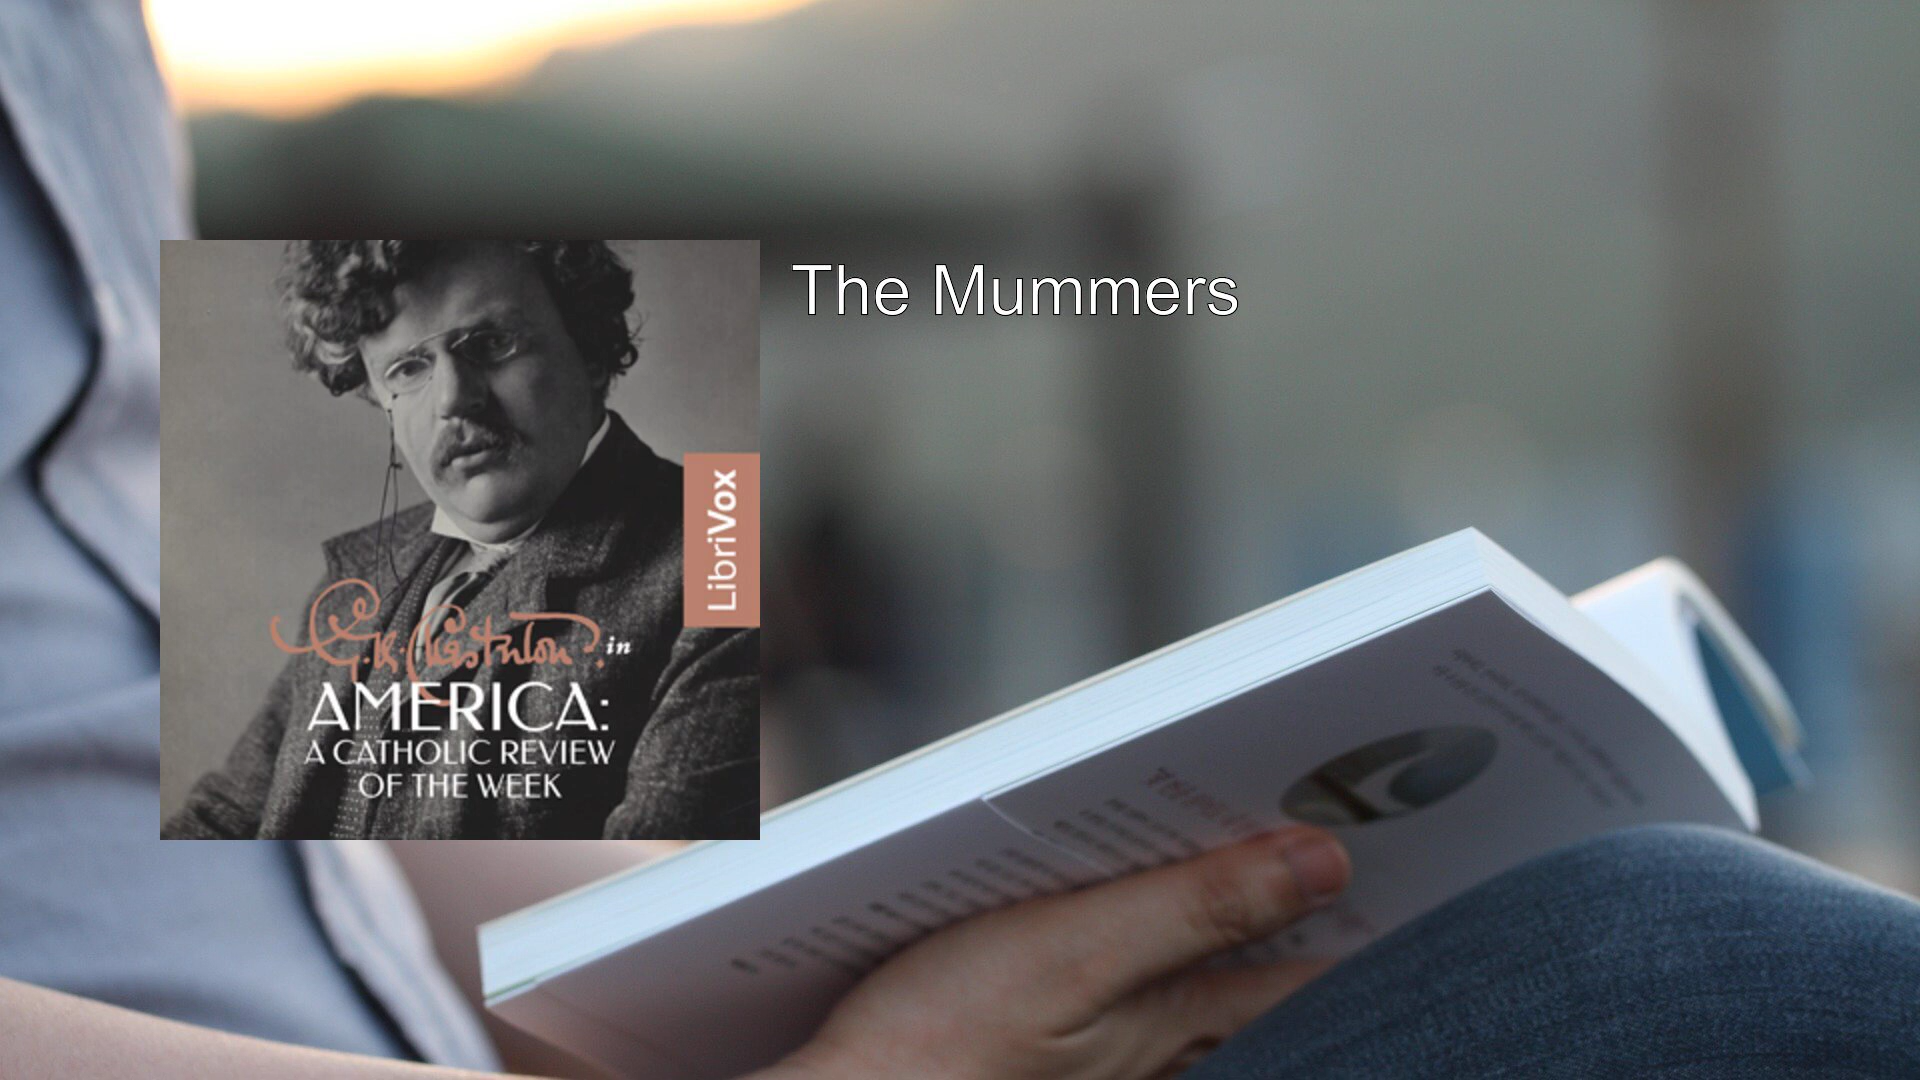 The Mummers
LibriVox
G.K. Chesterton. in
AMERICA:
A CATHOLIC REVIEW
OF THE WEEK